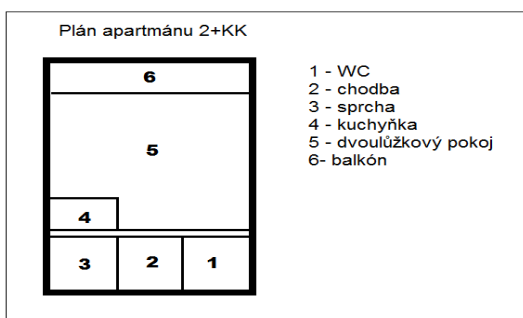 Plán apartmánu 2+KK
6
5
4
3 2 1
1 - WC
2 - chodba
3 - sprcha
4 - kuchyňka
5 - dvoulůžkový pokoj
6- balkón